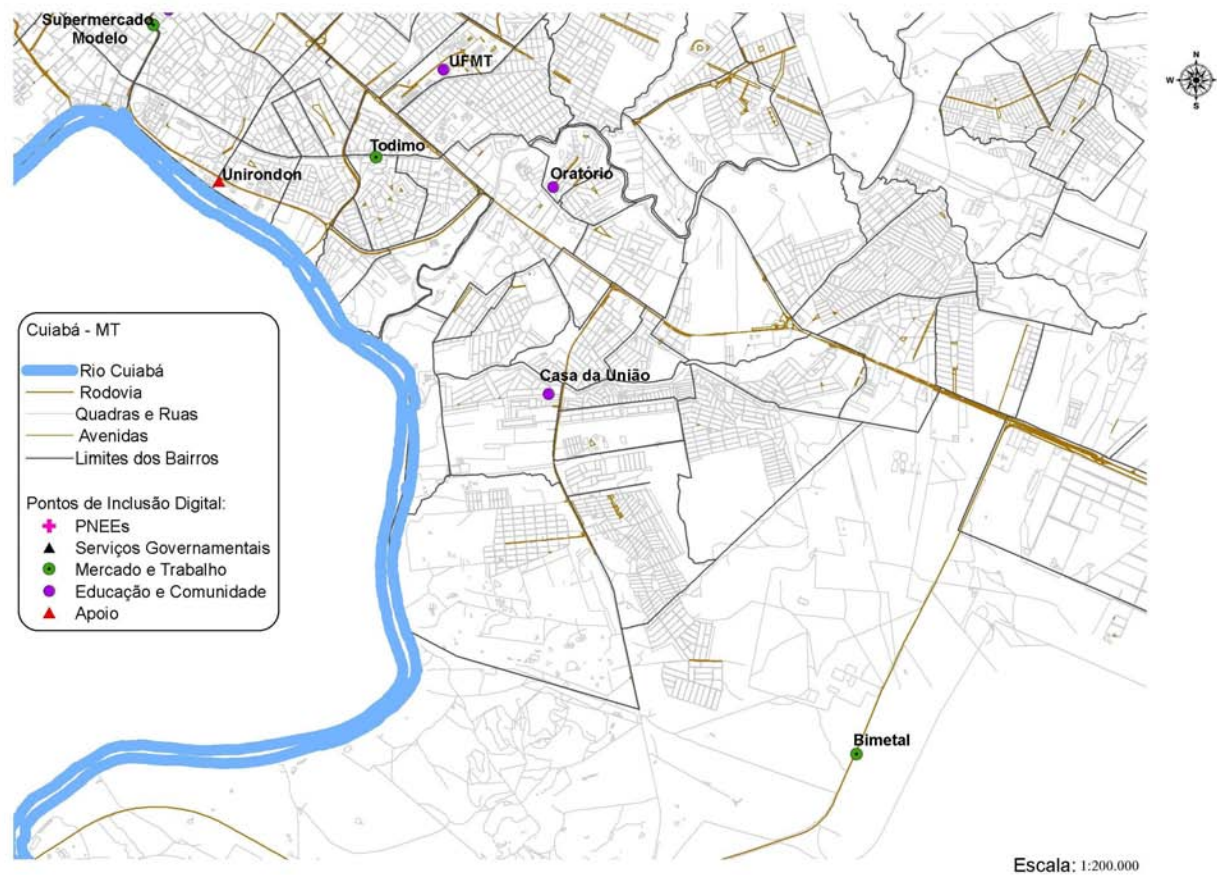 Supermercado
Modelo
UFMT
Todimo
Unirondon
Oratório
N
W
S
Cuiabá - MT
Rio Cuiabá
Rodovia
Quadras e Ruas
Avenidas
Limites dos Bairros
Pontos de Inclusão Digital:
PNEEs
Serviços Governamentais
Mercado e Trabalho
Educação e Comunidade
Apoio
Casa da União
Bimetal
Escala: 1:200.000